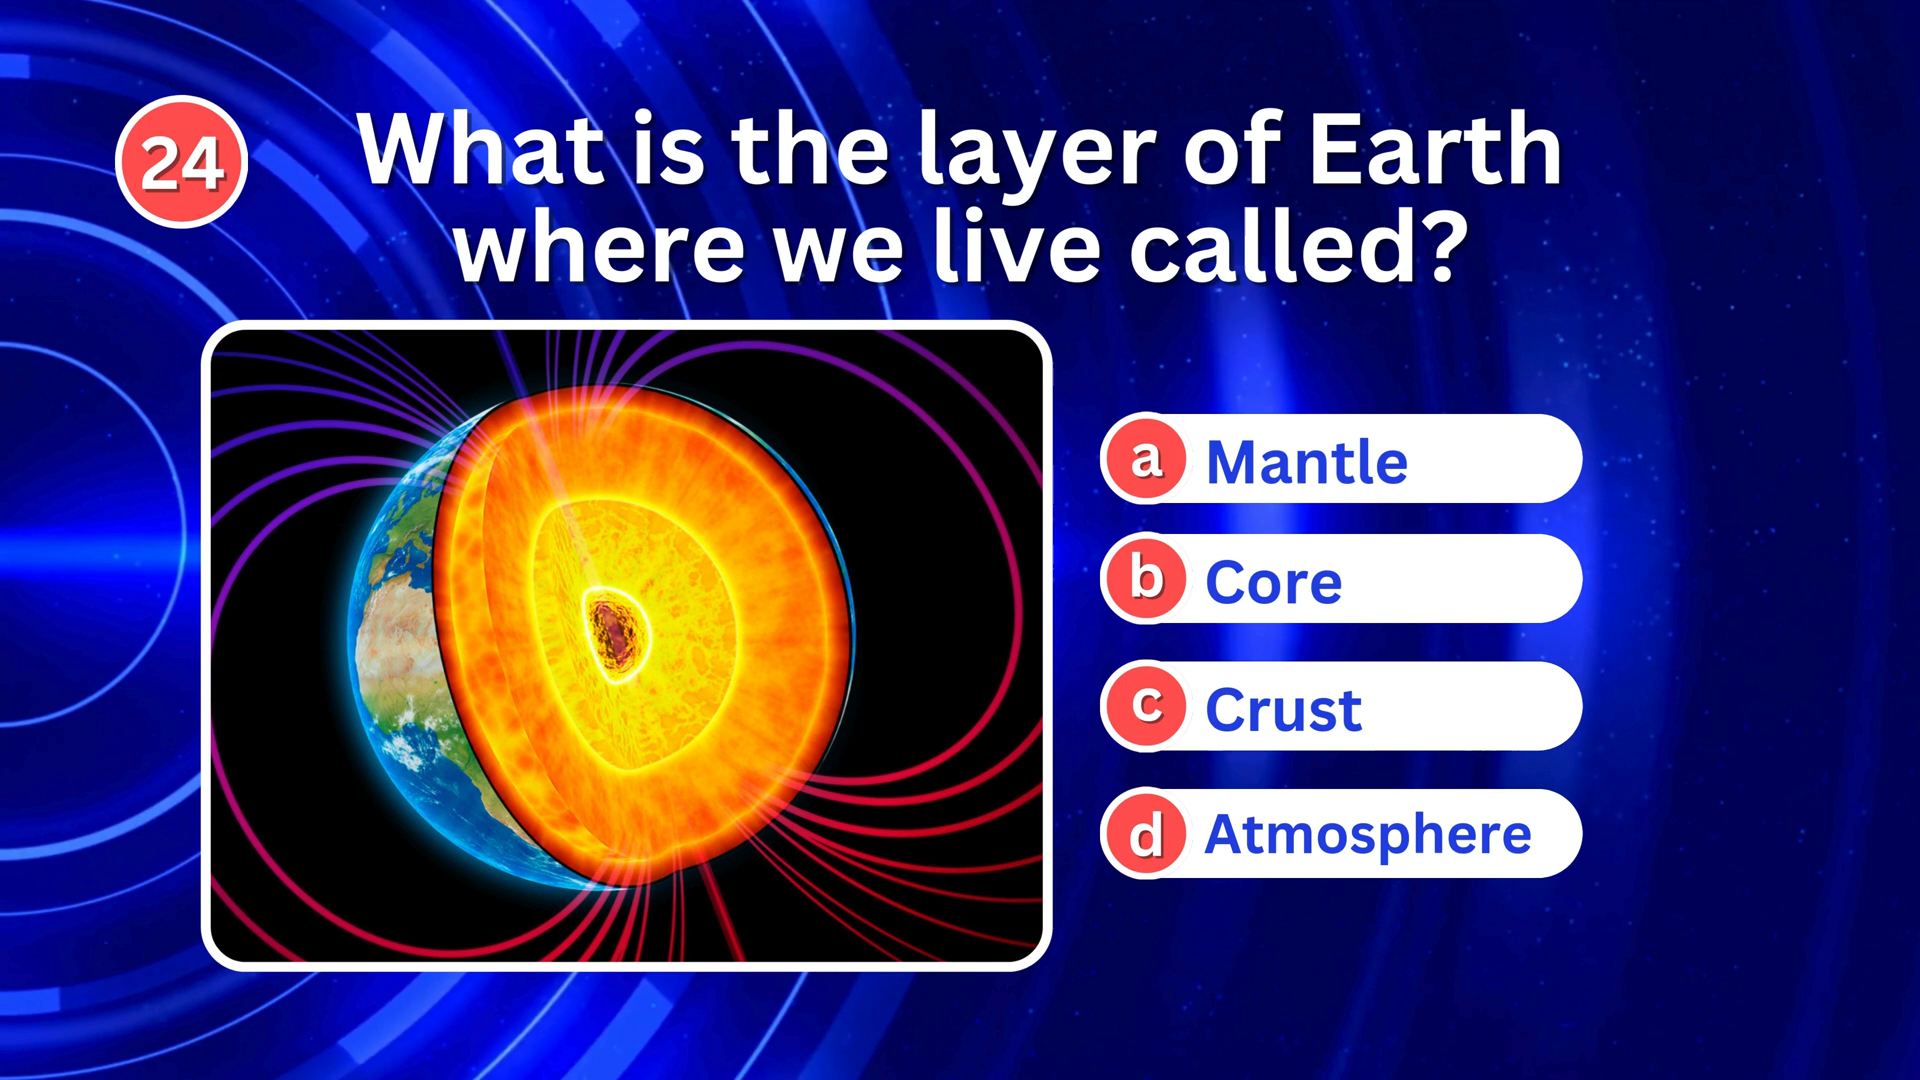 24
What is the layer of Earth
where we live called?
a Mantle
b Core
c Crust
d Atmosphere